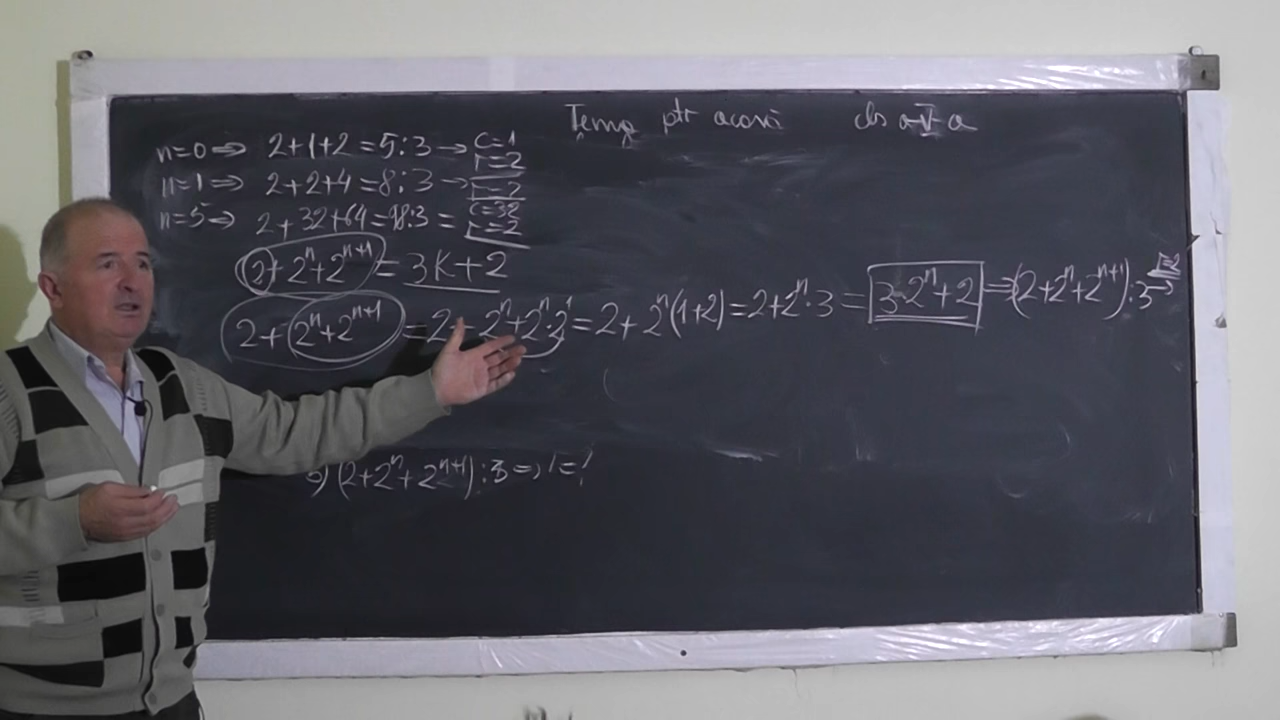 Temă ptr acasă cls a V a
n=0 => 2+1+2=5:3 → c=1 r=2
n=1 => 2+2+4=8:3 → r=2
n=5 => 2+32+64=98:3= c=32 r=2
2+2ⁿ+2ⁿ⁺¹=3k+2
2+2ⁿ+2ⁿ⁺¹=2+2ⁿ+2ⁿ·2¹=2+2ⁿ(1+2)=2+2ⁿ·3=3·2ⁿ+2 => (2+2ⁿ+2ⁿ⁺¹):3 → r=2
(2+2ⁿ+2ⁿ⁺¹):3 => r=?